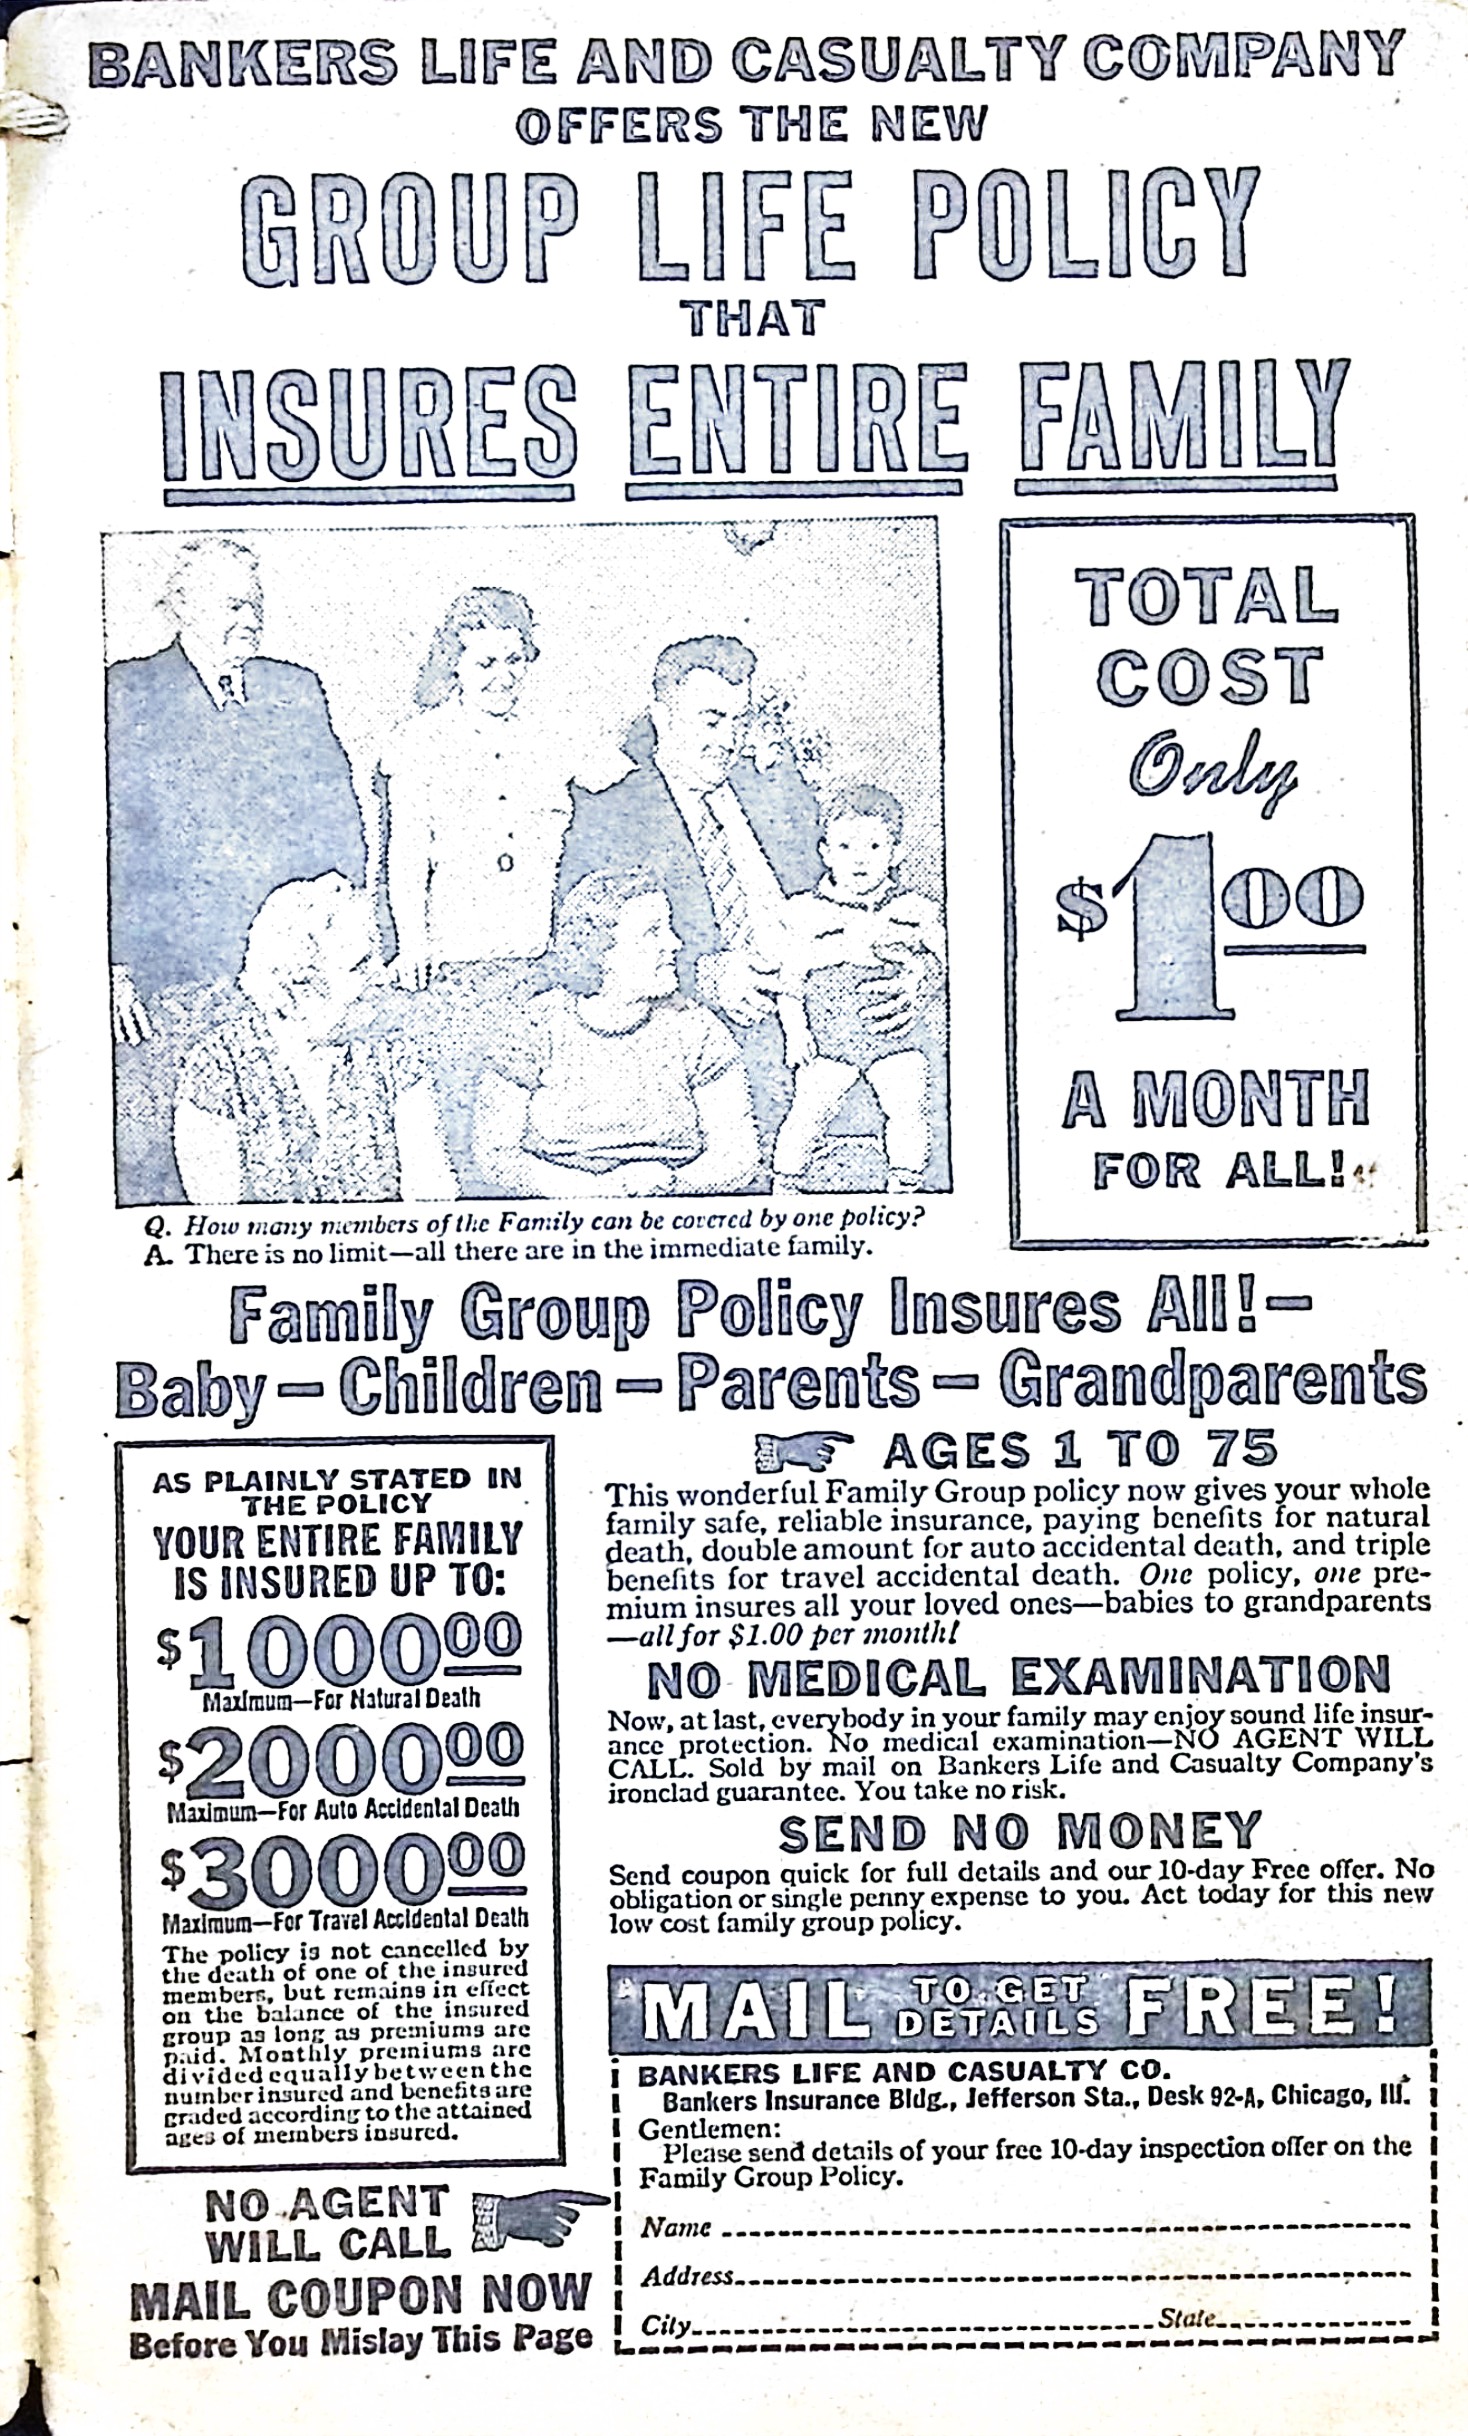 BANKERS LIFE AND CASUALTY COMPANY
OFFERS THE NEW
GROUP LIFE POLICY
THAT
INSURES ENTIRE FAMILY
TOTAL
COST
Only
$1.00
A MONTH
FOR ALL!
Q. How many members of the Family can be covered by one policy?
A. There is no limit—all there are in the immediate family.
Family Group Policy Insures All!—
Baby — Children — Parents — Grandparents
AS PLAINLY STATED IN
THE POLICY
YOUR ENTIRE FAMILY
IS INSURED UP TO:
$1000.00
Maximum—For Natural Death
$2000.00
Maximum—For Auto Accidental Death
$3000.00
Maximum—For Travel Accidental Death
The policy is not cancelled by
the death of one of the insured
members, but remains in effect
on the balance of the insured
group as long as premiums are
paid. Monthly premiums are
divided equally between the
number insured and benefits are
graded according to the attained
ages of members insured.
NO AGENT
WILL CALL
MAIL COUPON NOW
Before You Mislay This Page
AGES 1 TO 75
This wonderful Family Group policy now gives your whole
family safe, reliable insurance, paying benefits for natural
death, double amount for auto accidental death, and triple
benefits for travel accidental death. One policy, one pre-
mium insures all your loved ones—babies to grandparents
—all for $1.00 per month!
NO MEDICAL EXAMINATION
Now, at last, everybody in your family may enjoy sound life insur-
ance protection. No medical examination—NO AGENT WILL
CALL. Sold by mail on Bankers Life and Casualty Company's
ironclad guarantee. You take no risk.
SEND NO MONEY
Send coupon quick for full details and our 10-day Free offer. No
obligation or single penny expense to you. Act today for this new
low cost family group policy.
MAIL TO GET DETAILS FREE!
BANKERS LIFE AND CASUALTY CO.
Bankers Insurance Bldg., Jefferson Sta., Desk 92-A, Chicago, Ill.
Gentlemen:
Please send details of your free 10-day inspection offer on the
Family Group Policy.
Name
Address
City State